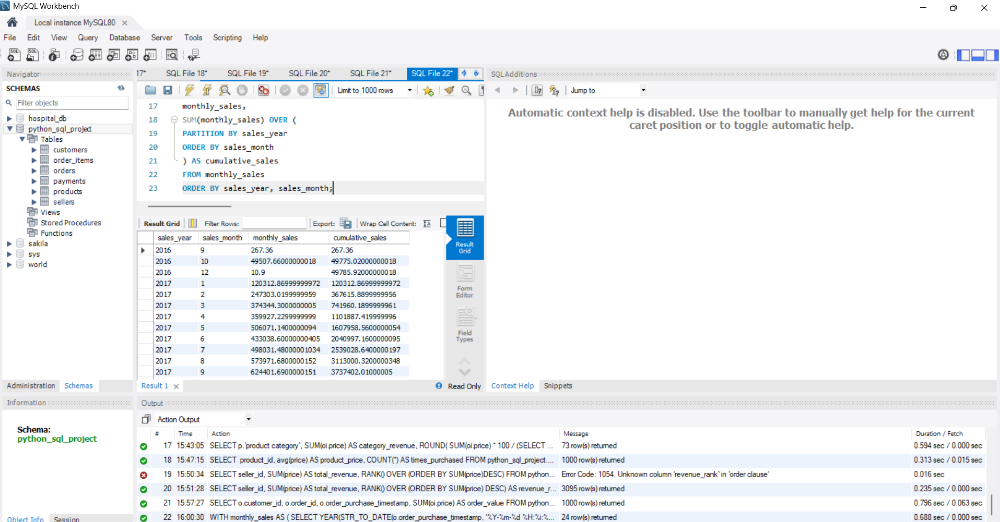 MySQL Workbench
Local instance MySQL80
File Edit View Query Database Server Tools Scripting Help
Navigator
SCHEMAS
Filter objects
hospital_db
python_sql_project
Tables
customers
order_items
orders
payments
products
sellers
Views
Stored Procedures
Functions
sakila
sys
world
Administration Schemas
Information
Schema:
python_sql_project
Object Info Session
17* SQL File 18* SQL File 19* SQL File 20* SQL File 21* SQL File 22*
Limit to 1000 rows
17 monthly_sales,
18 SUM(monthly_sales) OVER (
19 PARTITION BY sales_year
20 ORDER BY sales_month
21 ) AS cumulative_sales
22 FROM monthly_sales
23 ORDER BY sales_year, sales_month;
Result Grid Filter Rows: Export: Wrap Cell Content:
sales_year sales_month monthly_sales cumulative_sales
2016 9 267.36 267.36
2016 10 49507.66000000018 49775.02000000018
2016 12 10.9 49785.92000000018
2017 1 120312.86999999972 120312.86999999972
2017 2 247303.0199999959 367615.8899999956
2017 3 374344.3000000005 741960.1899999961
2017 4 359927.2299999999 1101887.419999996
2017 5 506071.1400000094 1607958.5600000054
2017 6 433038.60000000405 2040997.1600000095
2017 7 498031.48000001034 2539028.6400000197
2017 8 573971.6800000152 3113000.3200000348
2017 9 624401.6900000151 3737402.01000005
Result
Grid
Form
Editor
Field
Types
Result 1 Read Only
SQLAdditions
Jump to
Automatic context help is disabled. Use the toolbar to manually get help for the current
caret position or to toggle automatic help.
Context Help Snippets
Output
Action Output
# Time Action Message Duration / Fetch
17 15:43:05 SELECT p.`product category`, SUM(oi.price) AS category_revenue, ROUND( SUM(oi.price) * 100 / (SELECT ... 73 row(s) returned 0.594 sec / 0.000 sec
18 15:47:15 SELECT product_id, avg(price) AS product_price, COUNT(*) AS times_purchased FROM python_sql_project.... 1000 row(s) returned 0.313 sec / 0.015 sec
19 15:50:34 SELECT seller_id, SUM(price) AS total_revenue, RANK() OVER (ORDER BY SUM(price)DESC) FROM python... Error Code: 1054. Unknown column 'revenue_rank' in 'order clause' 0.016 sec
20 15:51:28 SELECT seller_id, SUM(price) AS total_revenue, RANK() OVER (ORDER BY SUM(price) DESC) AS revenue_r... 3095 row(s) returned 0.235 sec / 0.000 sec
21 15:57:27 SELECT o.customer_id, o.order_id, o.order_purchase_timestamp, SUM(oi.price) AS order_value FROM python... 1000 row(s) returned 0.796 sec / 0.063 sec
22 16:00:30 WITH monthly_sales AS ( SELECT YEAR(STR_TO_DATE(o.order_purchase_timestamp, '%Y-%m-%d %H:%i:%... 24 row(s) returned 0.688 sec / 0.000 sec